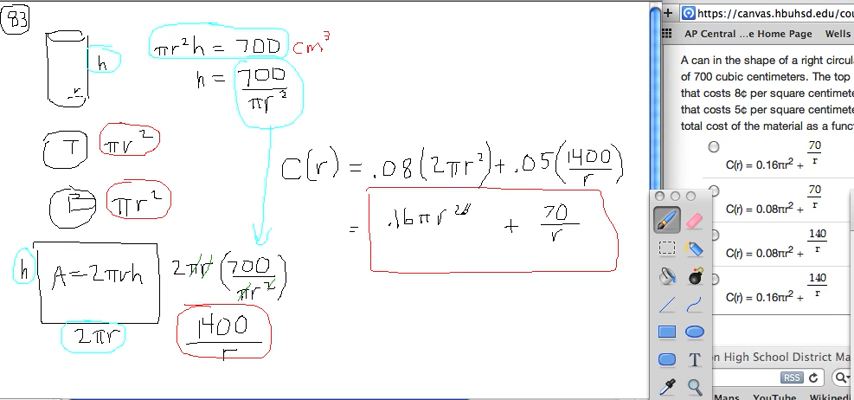 83
h
r
πr²h = 700 cm³
h = 700/πr²
T πr²
B πr²
C(r) = .08(2πr²) + .05(1400/r)
= .16πr² + 70/r
h
A = 2πrh
2πr
2πr(700/πr²)
1400/r
https://canvas.hbuhsd.edu/cou
AP Central ...e Home Page Wells
A can in the shape of a right circula
of 700 cubic centimeters. The top
that costs 8¢ per square centimete
that costs 5¢ per square centimete
total cost of the material as a func
C(r) = 0.16πr2 + 70/r
C(r) = 0.08πr2 + 70/r
C(r) = 0.08πr2 + 140/r
C(r) = 0.16πr2 + 140/r
T
on High School District Ma
RSS
Maps YouTube Wikiped